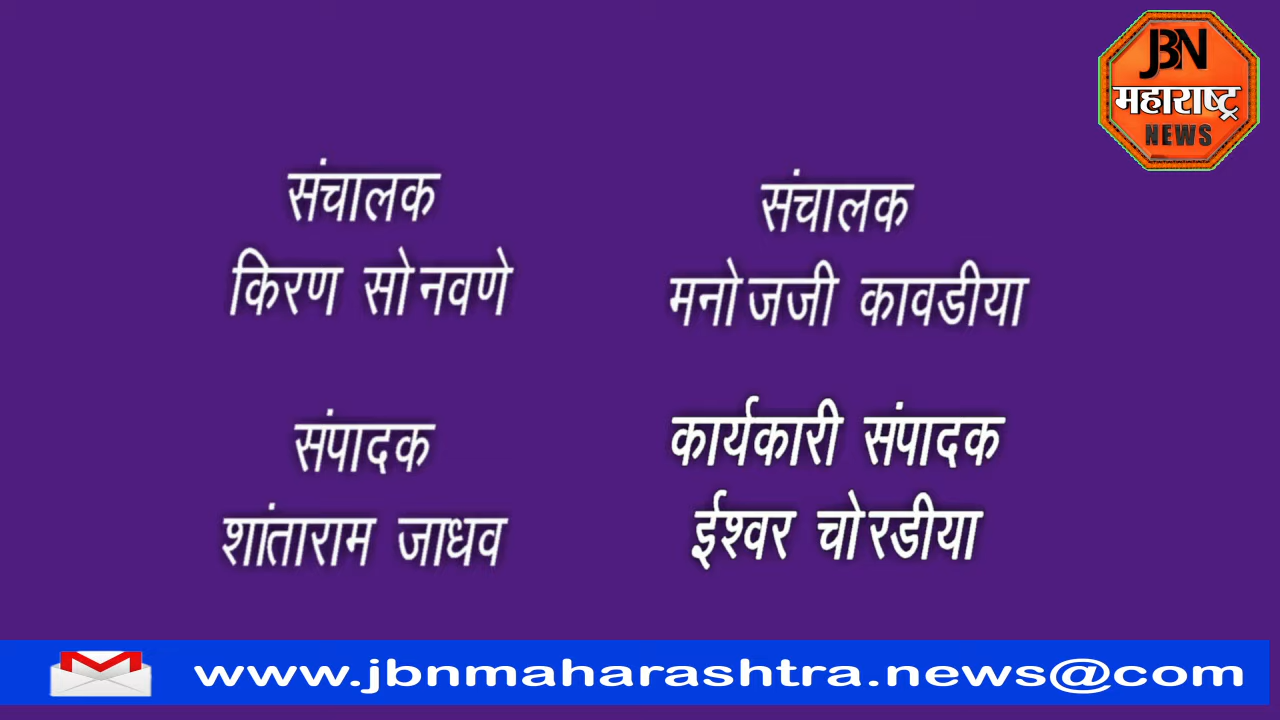 JBN
महाराष्ट्र
NEWS
संचालक
किरण सोनवणे
संचालक
मनोजजी कावडीया
संपादक
शांताराम जाधव
कार्यकारी संपादक
ईश्वर चोरडीया
www.jbnmaharashtra.news@com